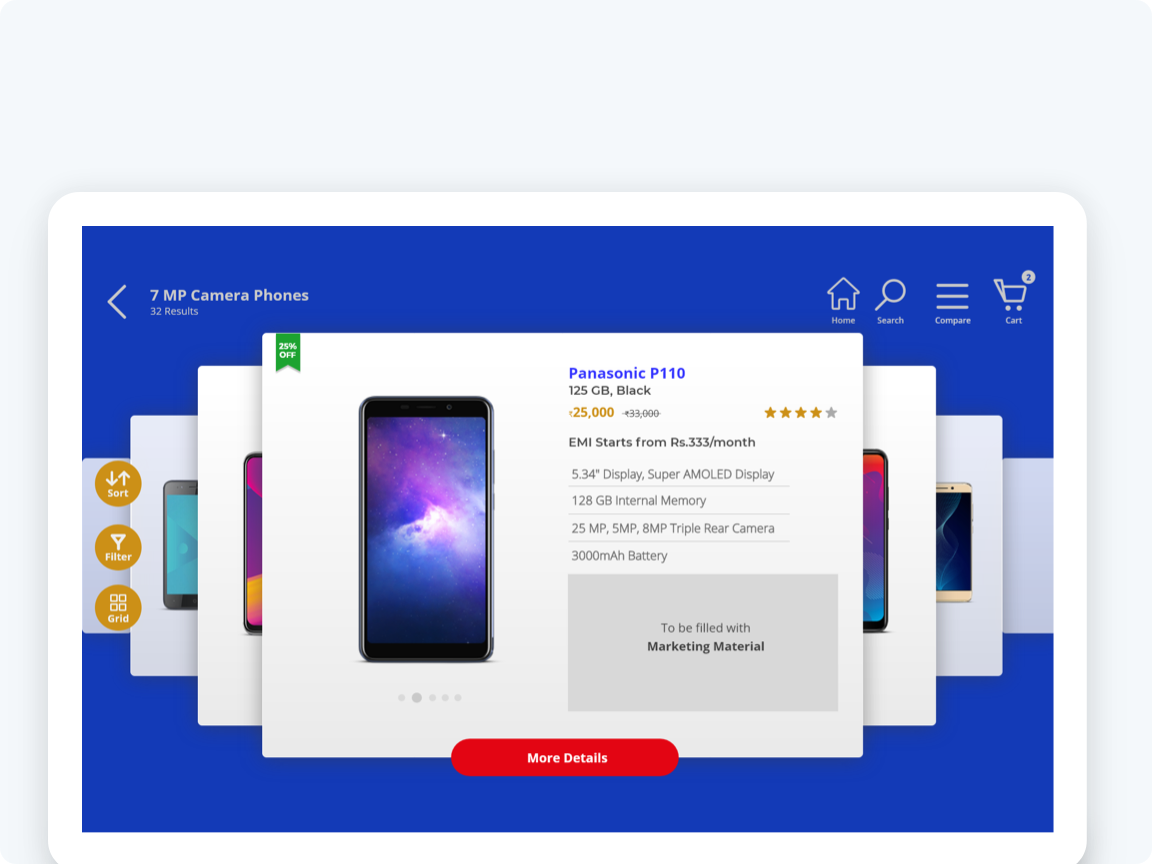 7 MP Camera Phones
32 Results
Home
Search
Compare
2
Cart
25%
OFF
Panasonic P110
125 GB, Black
₹25,000 ₹33,000
EMI Starts from Rs.333/month
5.34" Display, Super AMOLED Display
128 GB Internal Memory
25 MP, 5MP, 8MP Triple Rear Camera
3000mAh Battery
To be filled with
Marketing Material
More Details
Sort
Filter
Grid